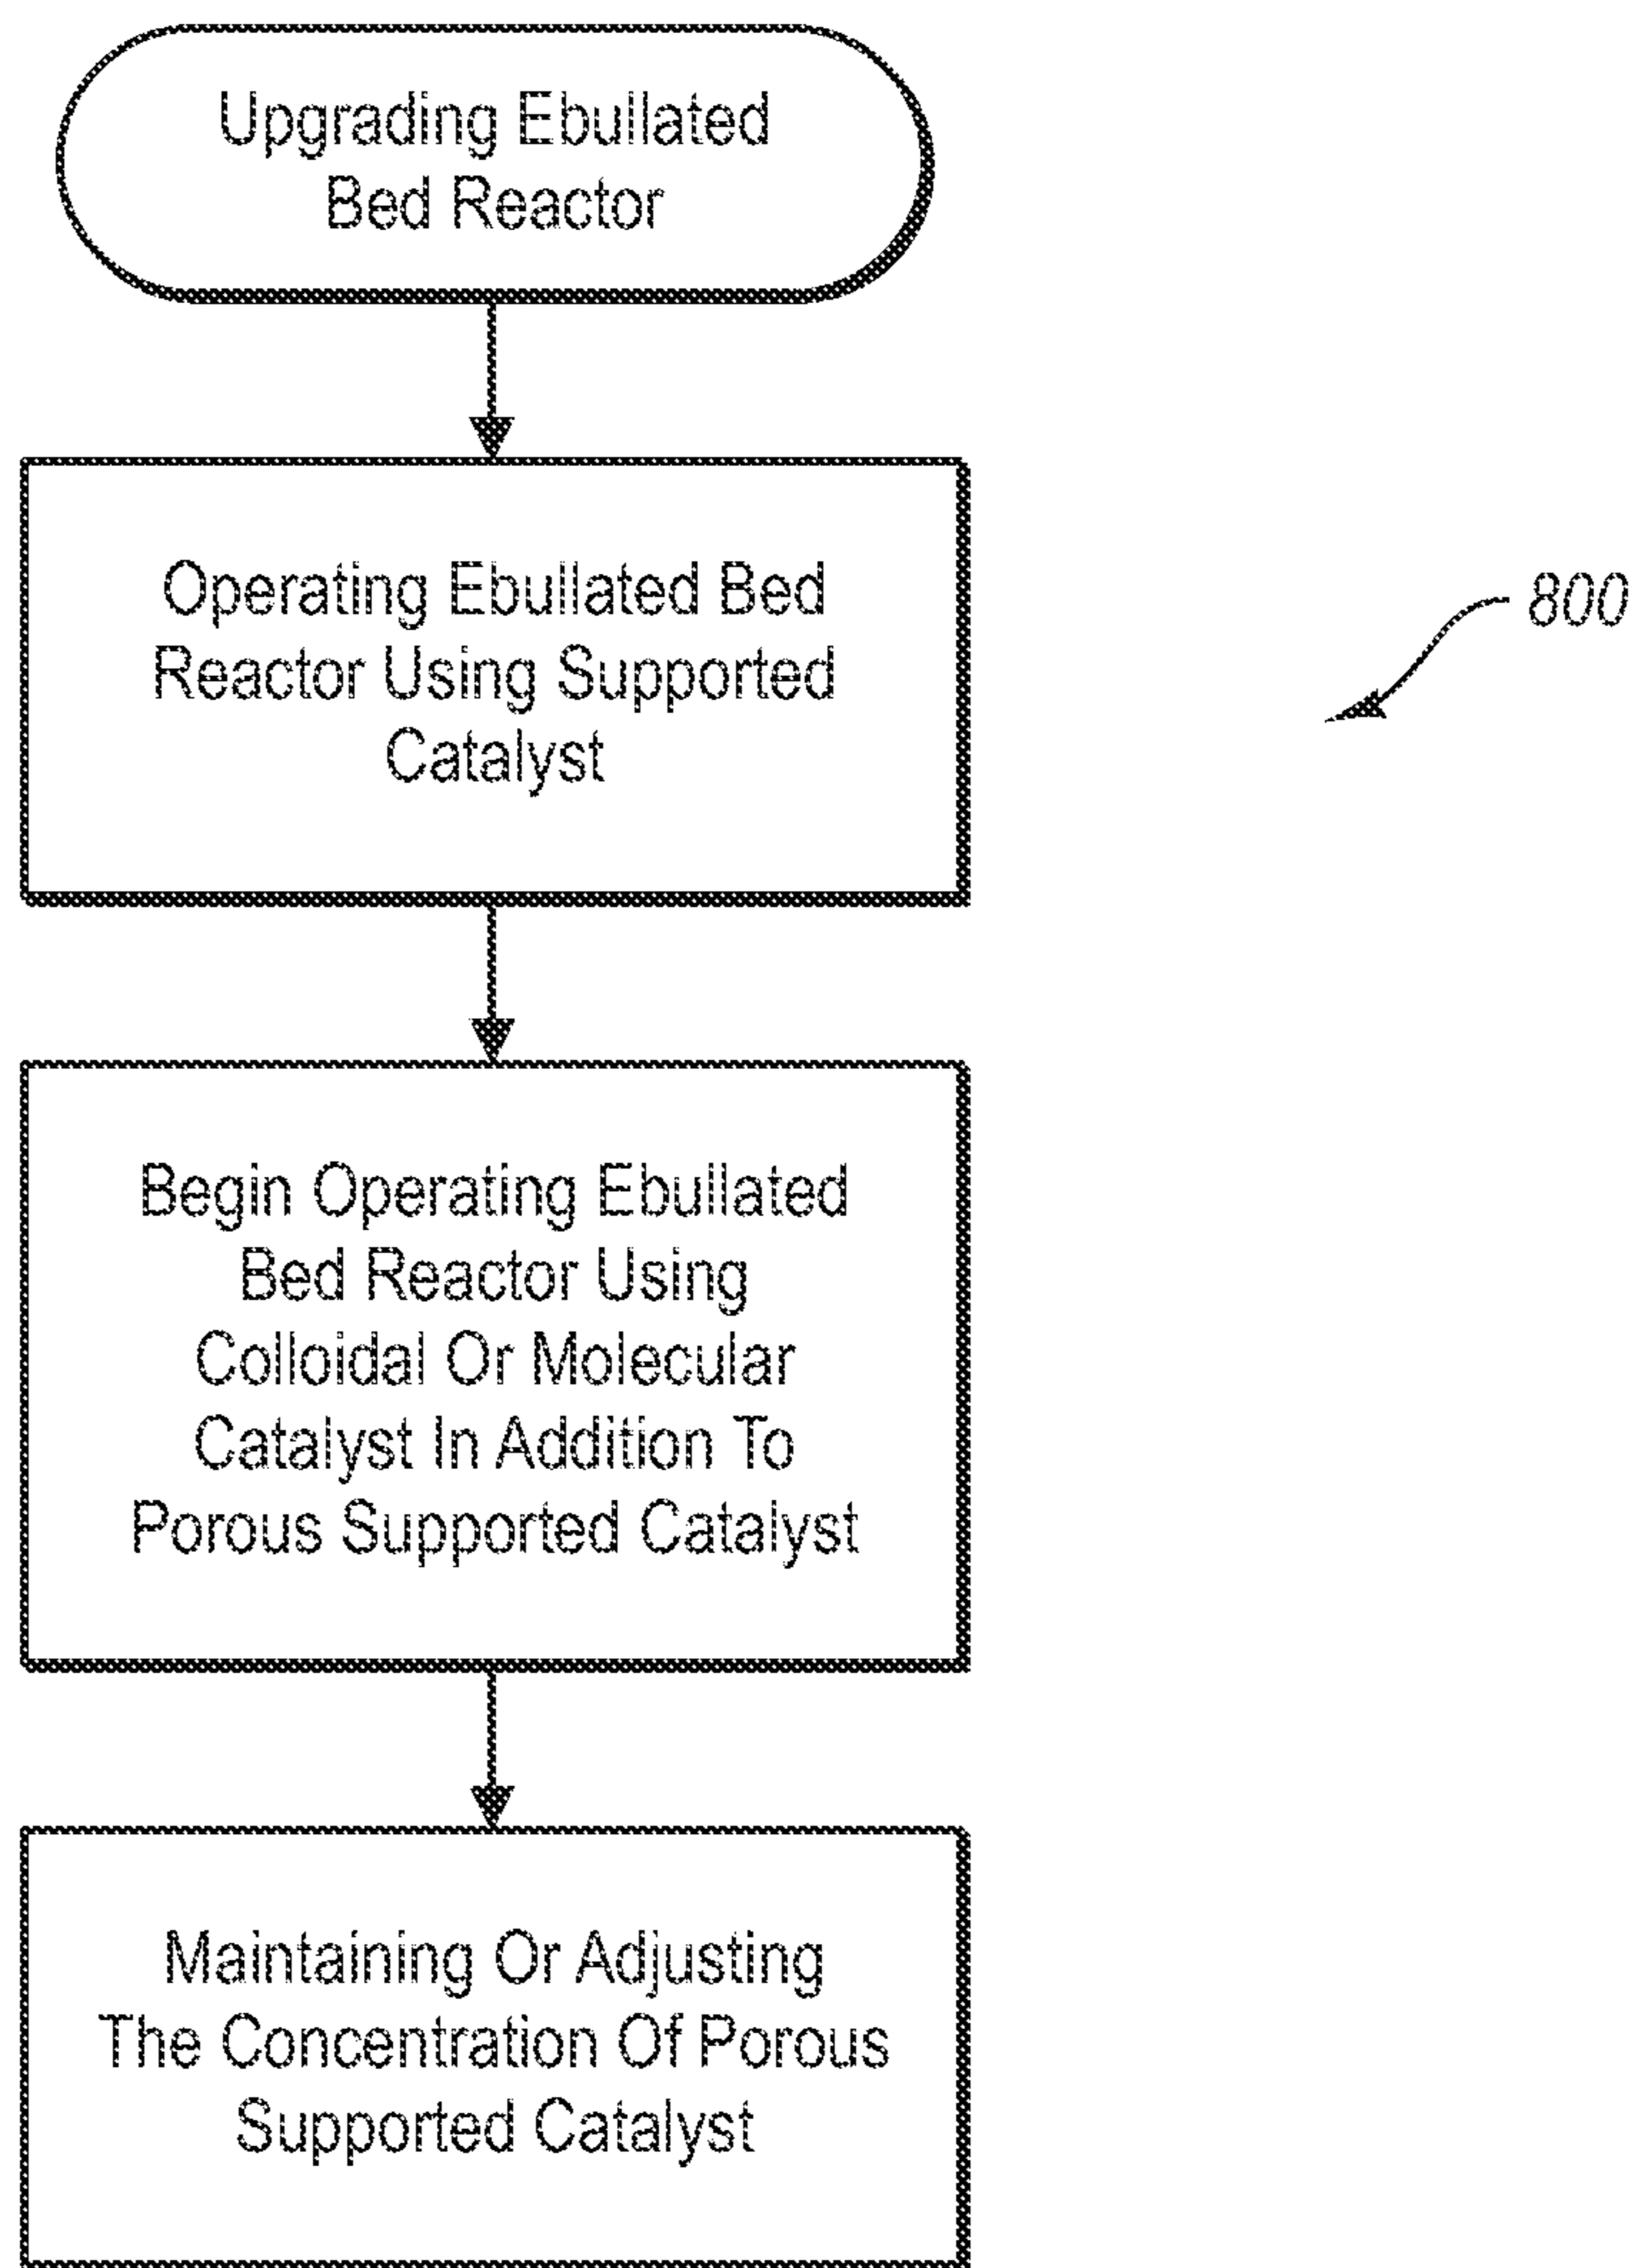 Upgrading Ebullated
Bed Reactor
Operating Ebullated Bed
Reactor Using Supported
Catalyst
800
Begin Operating Ebullated
Bed Reactor Using
Colloidal Or Molecular
Catalyst In Addition To
Porous Supported Catalyst
Maintaining Or Adjusting
The Concentration Of Porous
Supported Catalyst